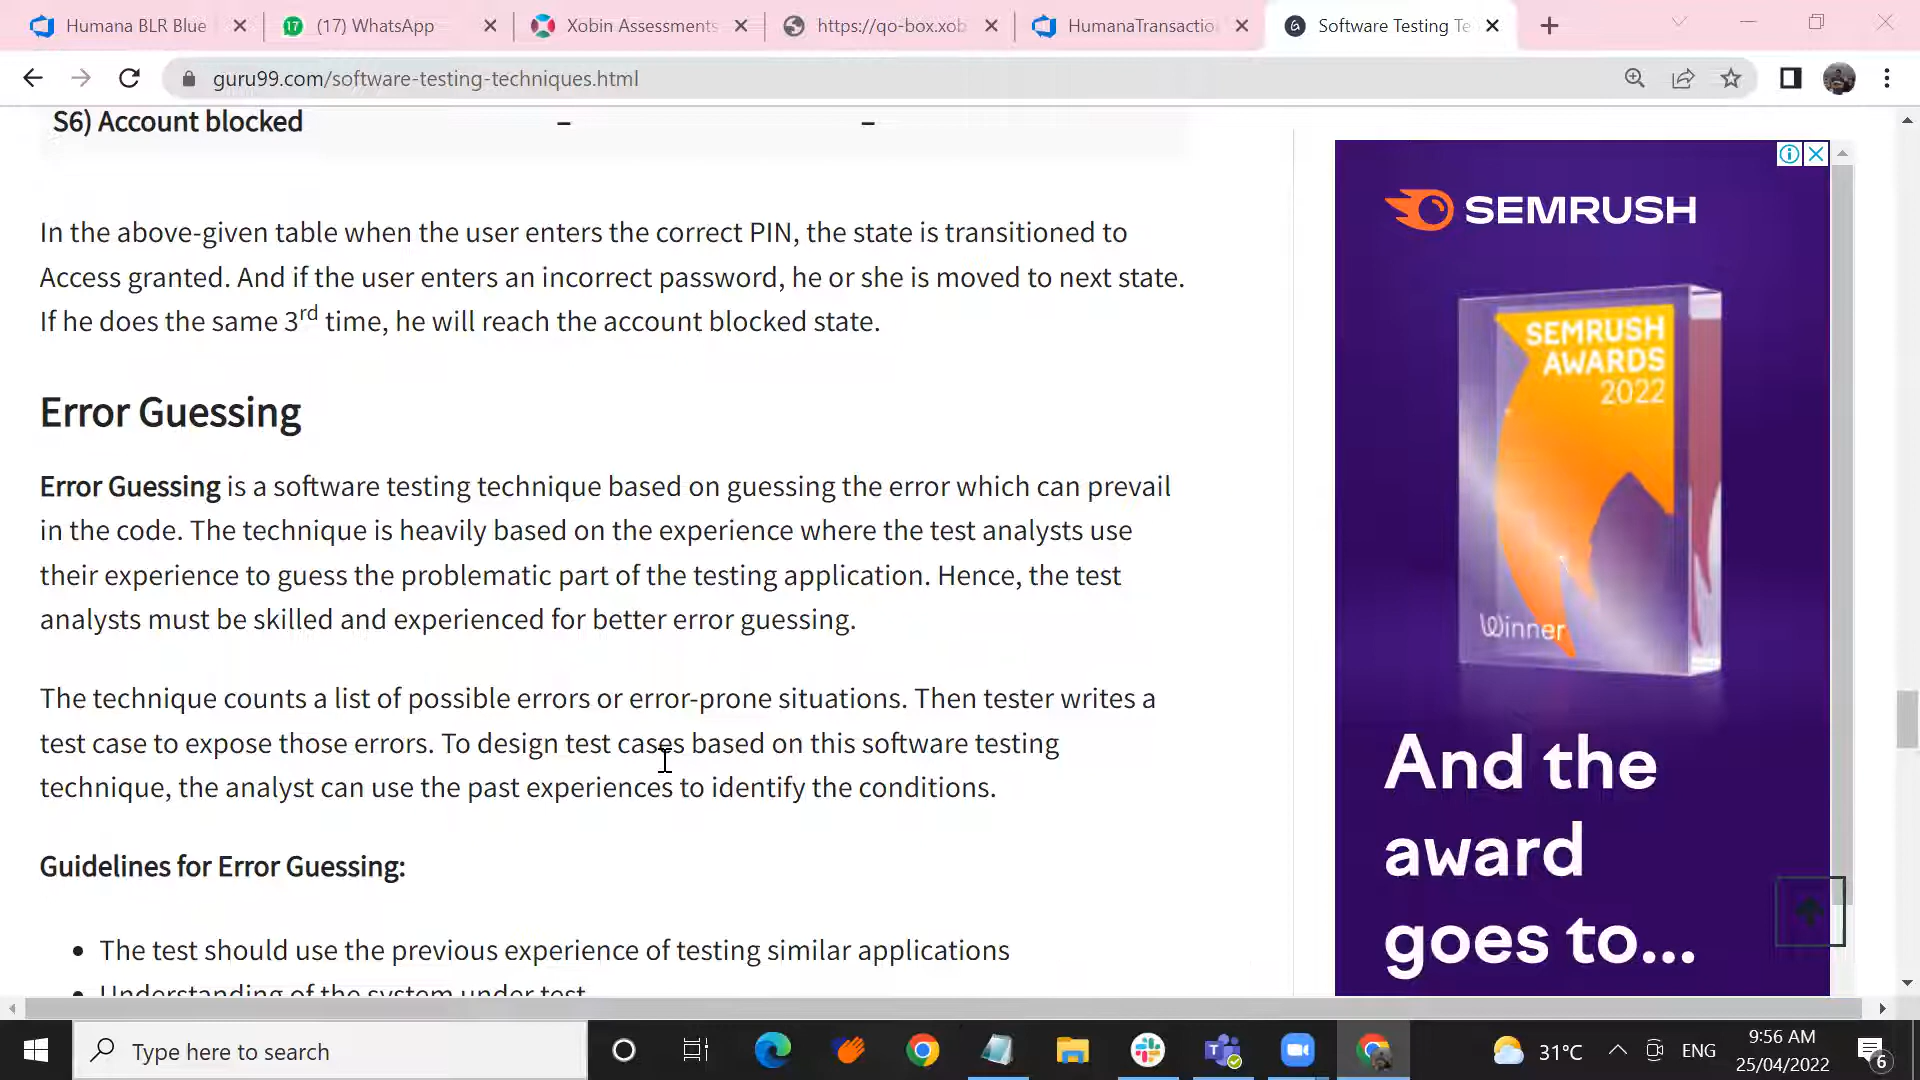 Humana BLR Blue
(17) WhatsApp
Xobin Assessments
https://qo-box.xob
HumanaTransactio
Software Testing Te
guru99.com/software-testing-techniques.html
S6) Account blocked – –
In the above-given table when the user enters the correct PIN, the state is transitioned to
Access granted. And if the user enters an incorrect password, he or she is moved to next state.
If he does the same 3rd time, he will reach the account blocked state.
Error Guessing
Error Guessing is a software testing technique based on guessing the error which can prevail
in the code. The technique is heavily based on the experience where the test analysts use
their experience to guess the problematic part of the testing application. Hence, the test
analysts must be skilled and experienced for better error guessing.
The technique counts a list of possible errors or error-prone situations. Then tester writes a
test case to expose those errors. To design test cases based on this software testing
technique, the analyst can use the past experiences to identify the conditions.
Guidelines for Error Guessing:
• The test should use the previous experience of testing similar applications
• Understanding of the system under test
SEMRUSH
SEMRUSH
AWARDS
2022
Winner
And the
award
goes to...
Type here to search
31°C
ENG
9:56 AM
25/04/2022
6